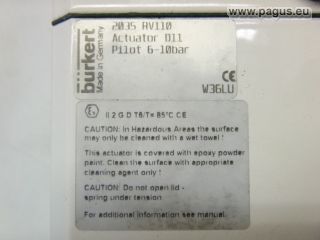 www.pagus.eu
bürkert
Made in Germany
2035 AV110
Actuator D11
Pilot 6-10bar
CE
W36LU
Ex II 2 G D T6/T= 85°C CE
CAUTION: In Hazardous Areas the surface
may only be cleaned with a wet towel !
This actuator is covered with epoxy powder
paint. Clean the surface with appropriate
cleaning agent only !
CAUTION: Do not open lid -
spring under tension
For additional information see manual.